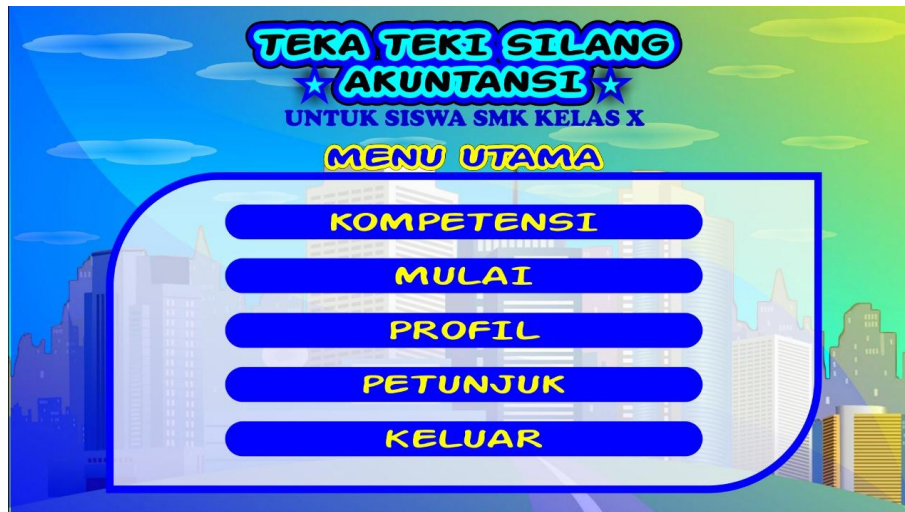 TEKA TEKI SILANG
AKUNTANSI
UNTUK SISWA SMK KELAS X
MENU UTAMA
KOMPETENSI
MULAI
PROFIL
PETUNJUK
KELUAR